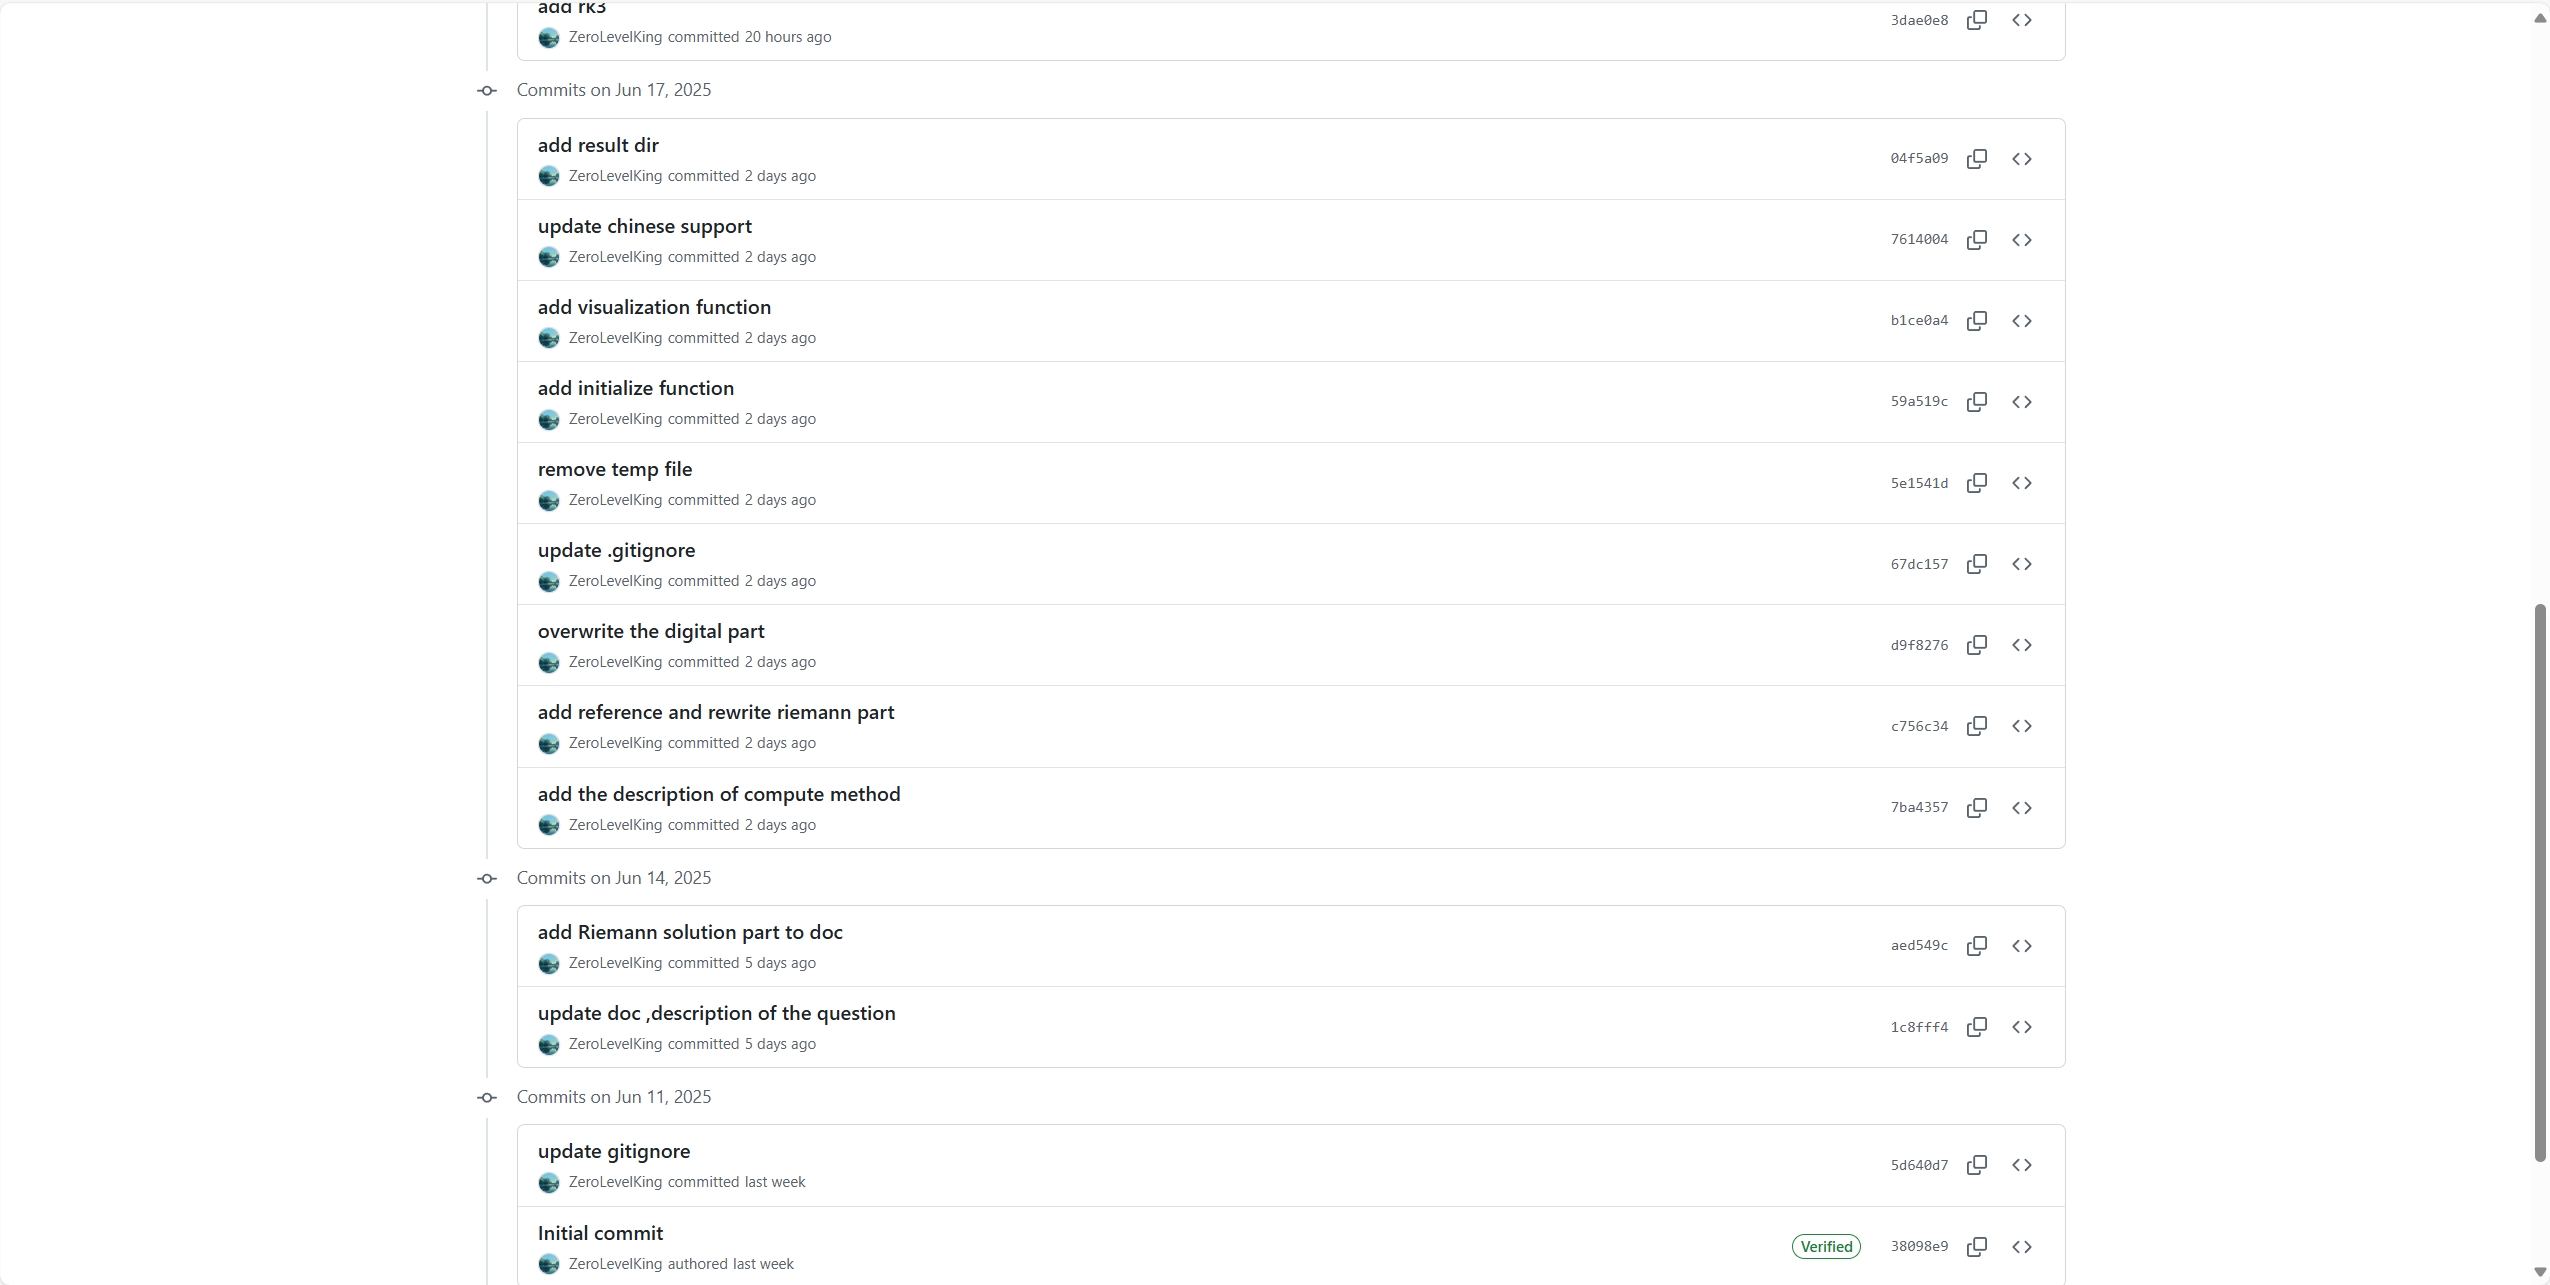 add rk3
ZeroLevelKing committed 20 hours ago
3dae0e8
Commits on Jun 17, 2025
add result dir
ZeroLevelKing committed 2 days ago
04f5a09
update chinese support
ZeroLevelKing committed 2 days ago
7614004
add visualization function
ZeroLevelKing committed 2 days ago
b1ce0a4
add initialize function
ZeroLevelKing committed 2 days ago
59a519c
remove temp file
ZeroLevelKing committed 2 days ago
5e1541d
update .gitignore
ZeroLevelKing committed 2 days ago
67dc157
overwrite the digital part
ZeroLevelKing committed 2 days ago
d9f8276
add reference and rewrite riemann part
ZeroLevelKing committed 2 days ago
c756c34
add the description of compute method
ZeroLevelKing committed 2 days ago
7ba4357
Commits on Jun 14, 2025
add Riemann solution part to doc
ZeroLevelKing committed 5 days ago
aed549c
update doc ,description of the question
ZeroLevelKing committed 5 days ago
1c8fff4
Commits on Jun 11, 2025
update gitignore
ZeroLevelKing committed last week
5d640d7
Initial commit
ZeroLevelKing authored last week
Verified
38098e9